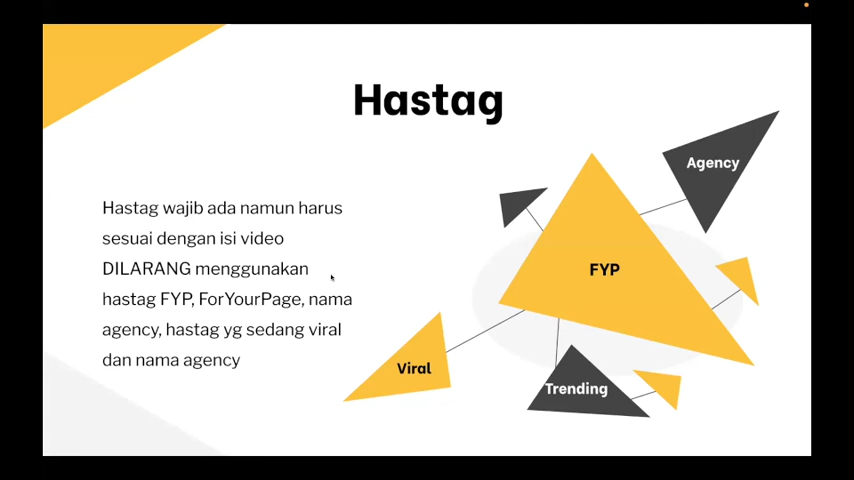 Hastag
Hastag wajib ada namun harus
sesuai dengan isi video
DILARANG menggunakan
hastag FYP, ForYourPage, nama
agency, hastag yg sedang viral
dan nama agency
Agency
FYP
Viral
Trending